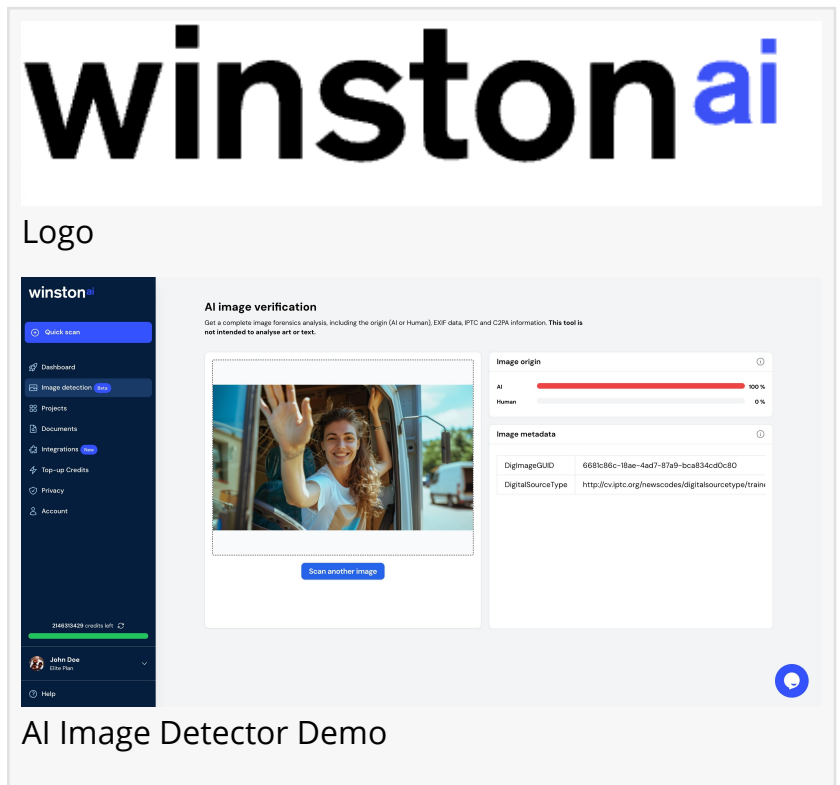 winston ai
Logo
winston ai
Quick scan
Dashboard
Image detection Beta
Projects
Documents
Integrations New
Top-up Credits
Privacy
Account
2146313429 credits left
John Doe
Elite Plan
Help
AI image verification
Get a complete image forensics analysis, including the origin (AI or Human), EXIF data, IPTC and C2PA information. This tool is
not intended to analyse art or text.
Scan another image
Image origin
AI 100 %
Human 0 %
Image metadata
DigImageGUID 6681c86c-18ae-4ad7-87a9-bca834cd0c80
DigitalSourceType http://cv.iptc.org/newscodes/digitalsourcetype/traine
AI Image Detector Demo